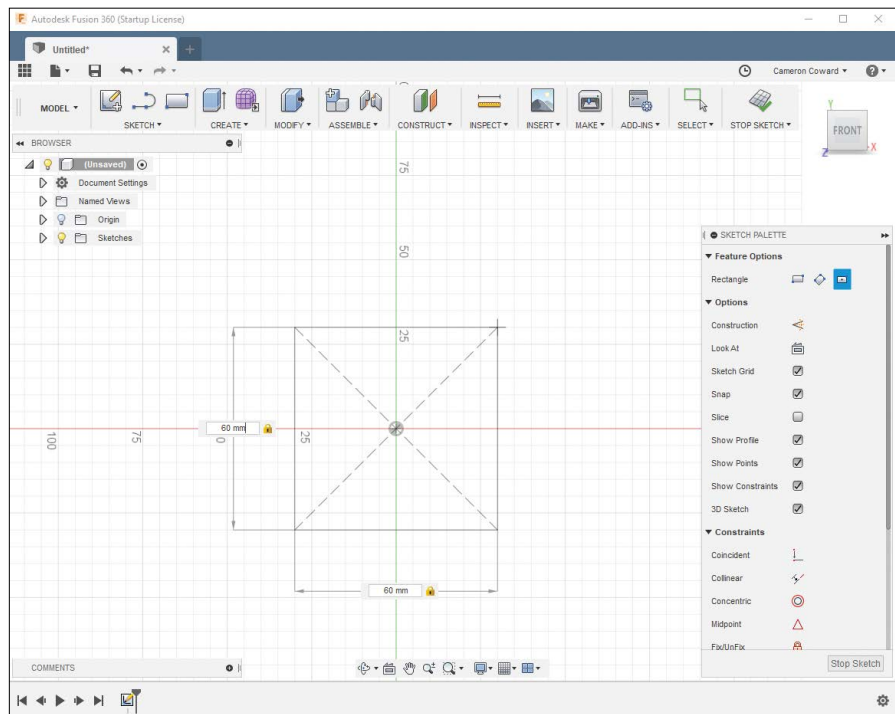 Autodesk Fusion 360 (Startup License)
Untitled*
Cameron Coward
MODEL
SKETCH
CREATE
MODIFY
ASSEMBLE
CONSTRUCT
INSPECT
INSERT
MAKE
ADD-INS
SELECT
STOP SKETCH
Y
FRONT
X
Z
BROWSER
(Unsaved)
Document Settings
Named Views
Origin
Sketches
75
50
25
100
75
25
60 mm
60 mm
SKETCH PALETTE
Feature Options
Rectangle
Options
Construction
Look At
Sketch Grid
Snap
Slice
Show Profile
Show Points
Show Constraints
3D Sketch
Constraints
Coincident
Collinear
Concentric
Midpoint
Fix/UnFix
Stop Sketch
COMMENTS